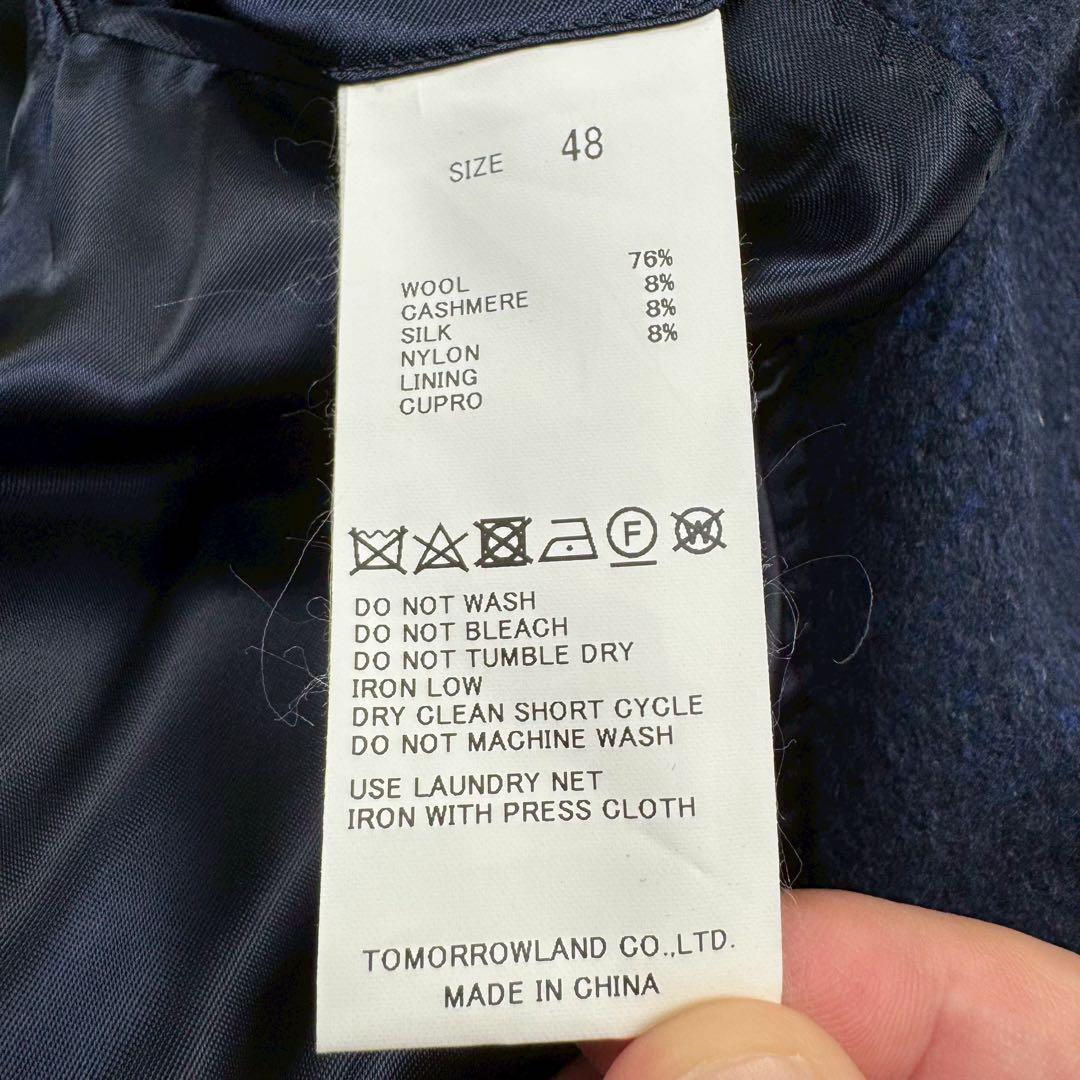 SIZE 48
WOOL 76%
CASHMERE 8%
SILK 8%
NYLON 8%
LINING
CUPRO
F W
DO NOT WASH
DO NOT BLEACH
DO NOT TUMBLE DRY
IRON LOW
DRY CLEAN SHORT CYCLE
DO NOT MACHINE WASH
USE LAUNDRY NET
IRON WITH PRESS CLOTH
TOMORROWLAND CO.,LTD.
MADE IN CHINA